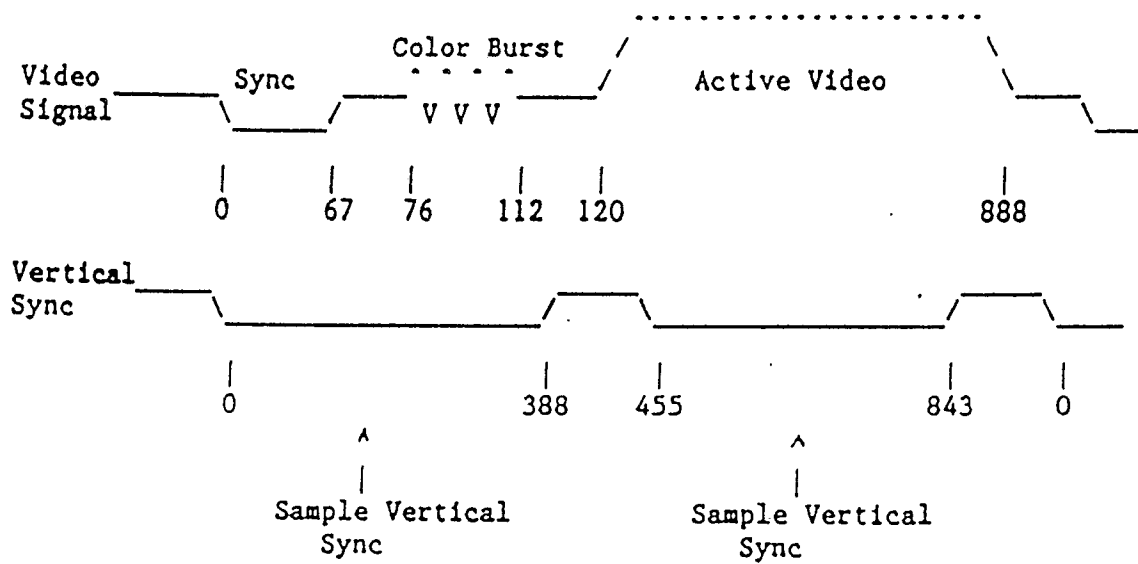 Color Burst
Video Signal
Sync
Active Video
V V V
0 67 76 112 120 888
Vertical Sync
0 388 455 843 0
Sample Vertical Sync
Sample Vertical Sync